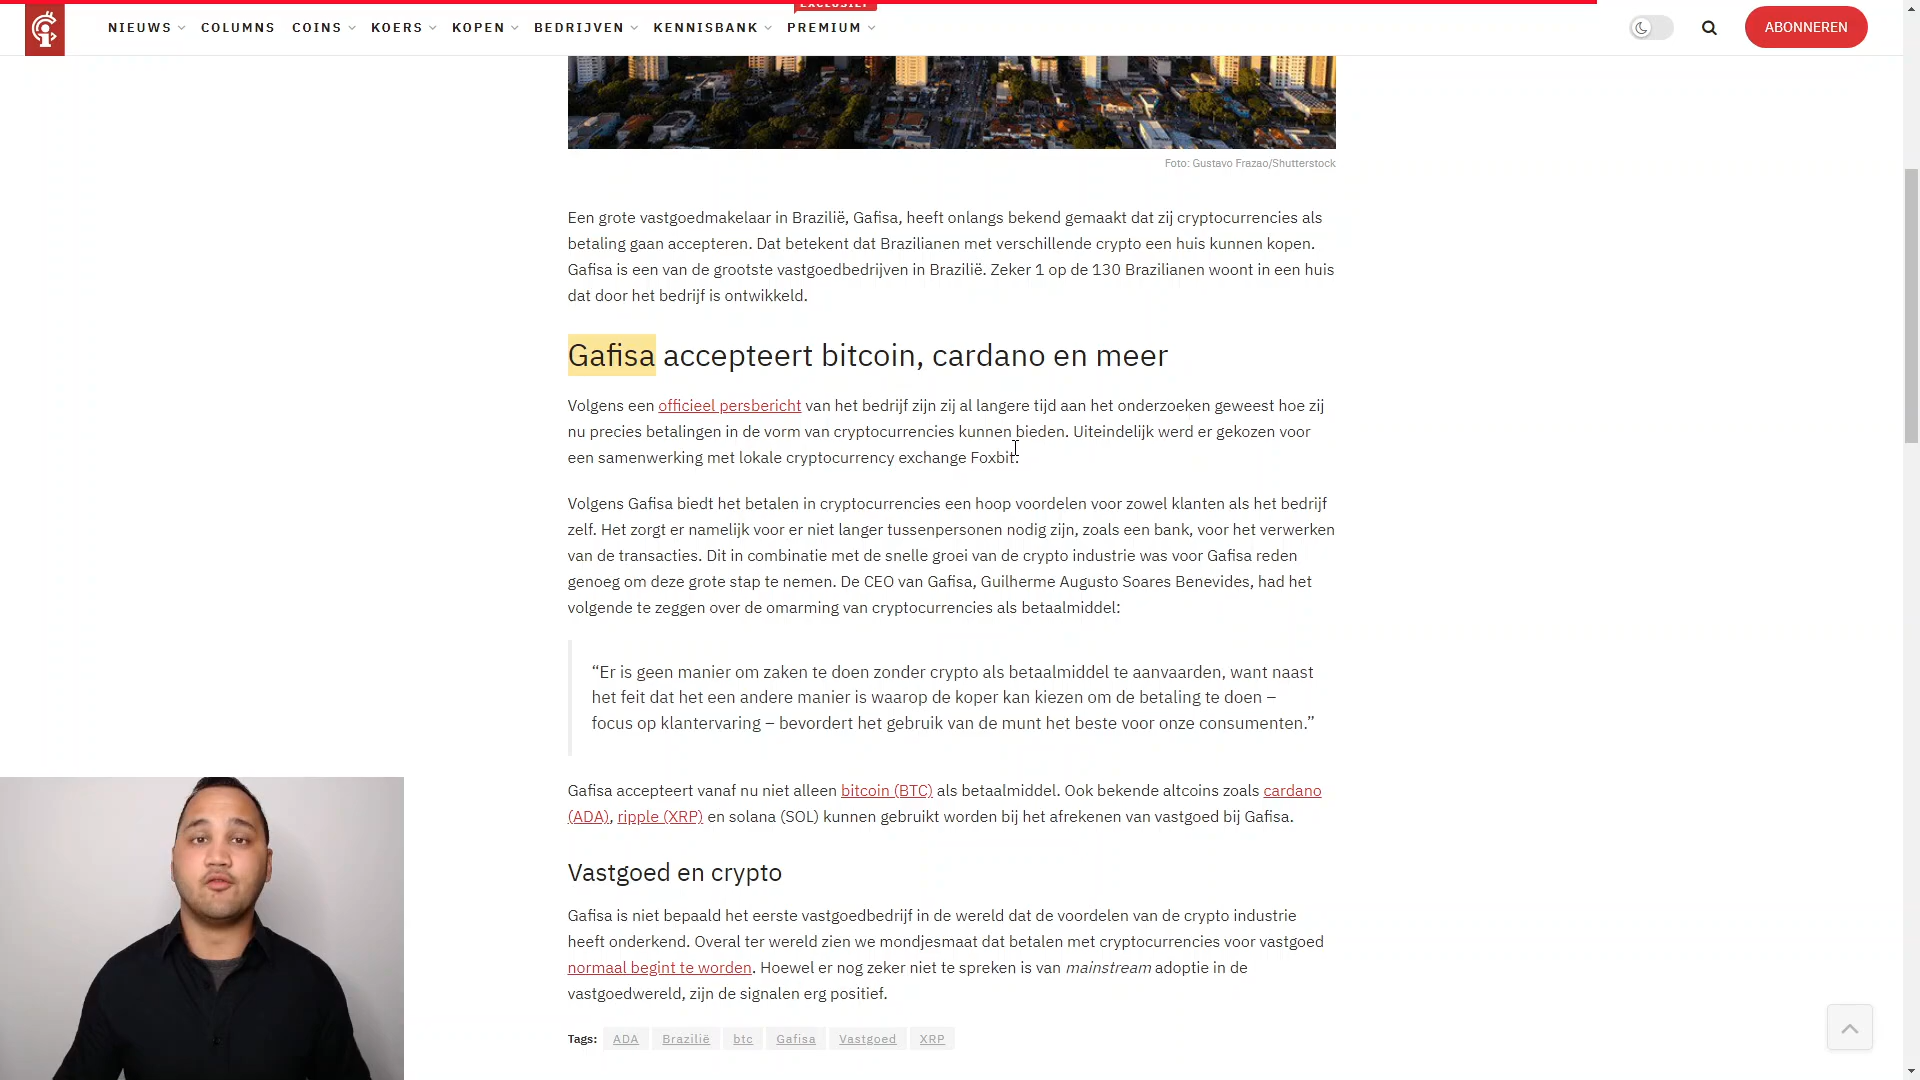 NIEUWS COLUMNS COINS KOERS KOPEN BEDRIJVEN KENNISBANK PREMIUM ABONNEREN
Foto: Gustavo Frazao/Shutterstock
Een grote vastgoedmakelaar in Brazilië, Gafisa, heeft onlangs bekend gemaakt dat zij cryptocurrencies als
betaling gaan accepteren. Dat betekent dat Brazilianen met verschillende crypto een huis kunnen kopen.
Gafisa is een van de grootste vastgoedbedrijven in Brazilië. Zeker 1 op de 130 Brazilianen woont in een huis
dat door het bedrijf is ontwikkeld.
Gafisa accepteert bitcoin, cardano en meer
Volgens een officieel persbericht van het bedrijf zijn zij al langere tijd aan het onderzoeken geweest hoe zij
nu precies betalingen in de vorm van cryptocurrencies kunnen bieden. Uiteindelijk werd er gekozen voor
een samenwerking met lokale cryptocurrency exchange Foxbit.
Volgens Gafisa biedt het betalen in cryptocurrencies een hoop voordelen voor zowel klanten als het bedrijf
zelf. Het zorgt er namelijk voor er niet langer tussenpersonen nodig zijn, zoals een bank, voor het verwerken
van de transacties. Dit in combinatie met de snelle groei van de crypto industrie was voor Gafisa reden
genoeg om deze grote stap te nemen. De CEO van Gafisa, Guilherme Augusto Soares Benevides, had het
volgende te zeggen over de omarming van cryptocurrencies als betaalmiddel:
“Er is geen manier om zaken te doen zonder crypto als betaalmiddel te aanvaarden, want naast
het feit dat het een andere manier is waarop de koper kan kiezen om de betaling te doen –
focus op klantervaring – bevordert het gebruik van de munt het beste voor onze consumenten.”
Gafisa accepteert vanaf nu niet alleen bitcoin (BTC) als betaalmiddel. Ook bekende altcoins zoals cardano
(ADA), ripple (XRP) en solana (SOL) kunnen gebruikt worden bij het afrekenen van vastgoed bij Gafisa.
Vastgoed en crypto
Gafisa is niet bepaald het eerste vastgoedbedrijf in de wereld dat de voordelen van de crypto industrie
heeft onderkend. Overal ter wereld zien we mondjesmaat dat betalen met cryptocurrencies voor vastgoed
normaal begint te worden. Hoewel er nog zeker niet te spreken is van mainstream adoptie in de
vastgoedwereld, zijn de signalen erg positief.
Tags: ADA Brazilië btc Gafisa Vastgoed XRP